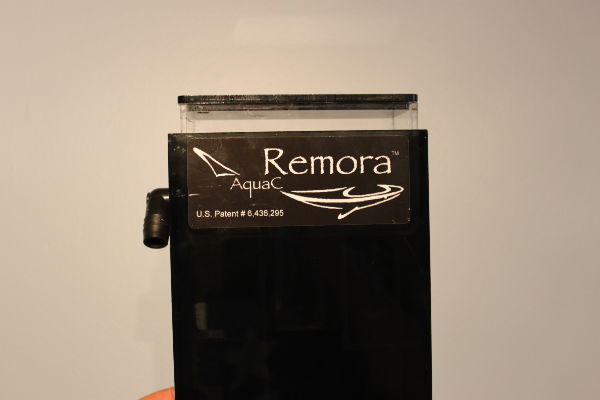 Remora™
AquaC
U.S. Patent # 6,436,295